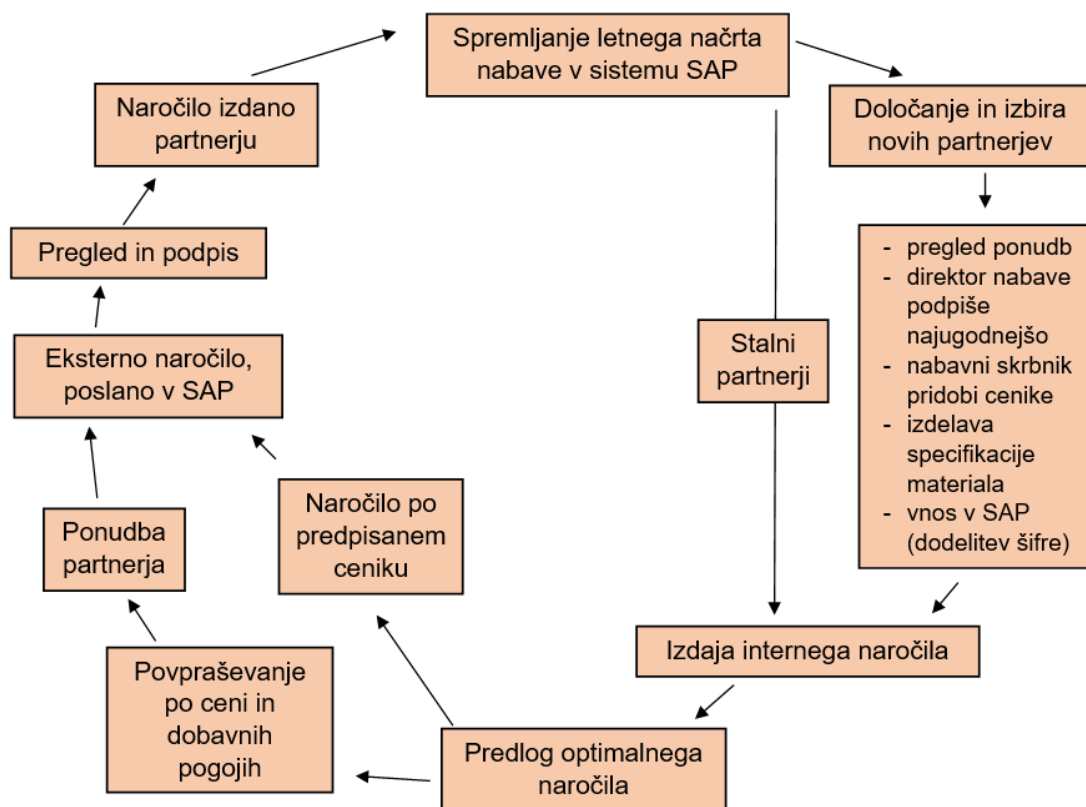 Spremljanje letnega načrta
nabave v sistemu SAP
Določanje in izbira
novih partnerjev
- pregled ponudb
- direktor nabave
podpiše
najugodnejšo
- nabavni skrbnik
pridobi cenike
- izdelava
specifikacije
materiala
- vnos v SAP
(dodelitev šifre)
Stalni
partnerji
Izdaja internega naročila
Predlog optimalnega
naročila
Naročilo po
predpisanem
ceniku
Povpraševanje
po ceni in
dobavnih
pogojih
Ponudba
partnerja
Eksterno naročilo,
poslano v SAP
Pregled in podpis
Naročilo izdano
partnerju